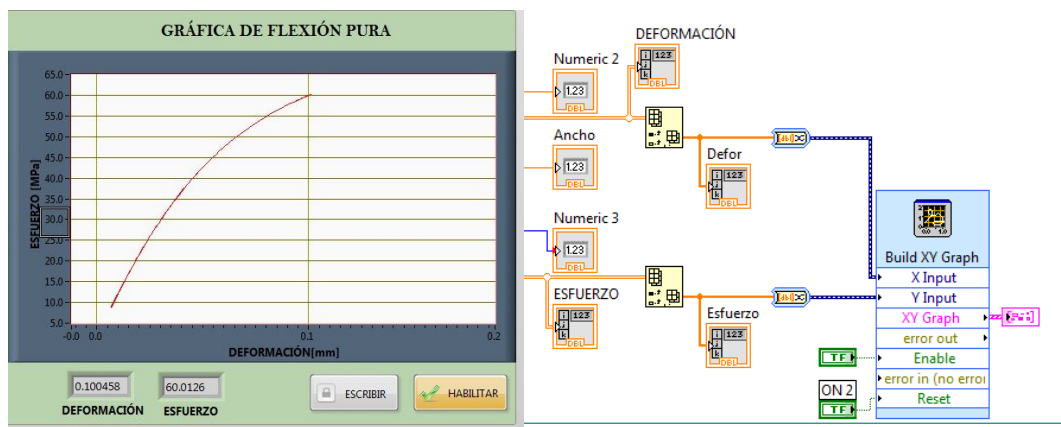 GRÁFICA DE FLEXIÓN PURA
65.0
60.0
55.0
50.0
45.0
40.0
35.0
30.0
25.0
20.0
15.0
10.0
5.0
ESFUERZO [MPa]
-0.0 0.0 0.1 0.2
DEFORMACIÓN[mm]
0.100458
60.0126
DEFORMACIÓN ESFUERZO
ESCRIBIR
HABILITAR
DEFORMACIÓN
i 123
j
k
DBL
Numeric 2
1.23
DBL
Ancho
1.23
DBL
Defor
i 123
j
k
DBL
Numeric 3
1.23
DBL
ESFUERZO
i 123
j
k
DBL
Esfuerzo
i 123
j
k
DBL
Build XY Graph
X Input
Y Input
XY Graph
error out
Enable
error in (no erro
Reset
TF
ON 2
TF